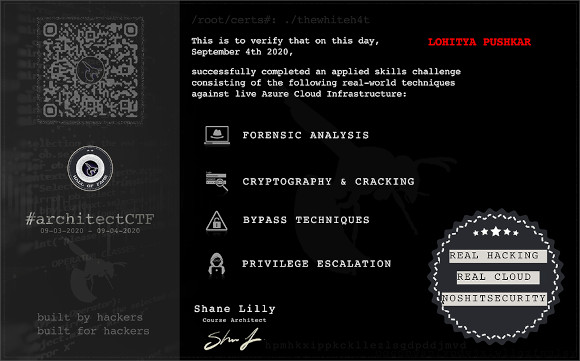 /root/certs#: ./thewhiteh4t
This is to verify that on this day,
September 4th 2020,
LOHITYA PUSHKAR
successfully completed an applied skills challenge
consisting of the following real-world techniques
against live Azure Cloud Infrastructure:
FORENSIC ANALYSIS
CRYPTOGRAPHY & CRACKING
BYPASS TECHNIQUES
PRIVILEGE ESCALATION
HALL OF FAME
#architectCTF
09-03-2020 - 09-04-2020
built by hackers
built for hackers
Shane Lilly
Course Architect
REAL HACKING
REAL CLOUD
NOSHITSECURITY